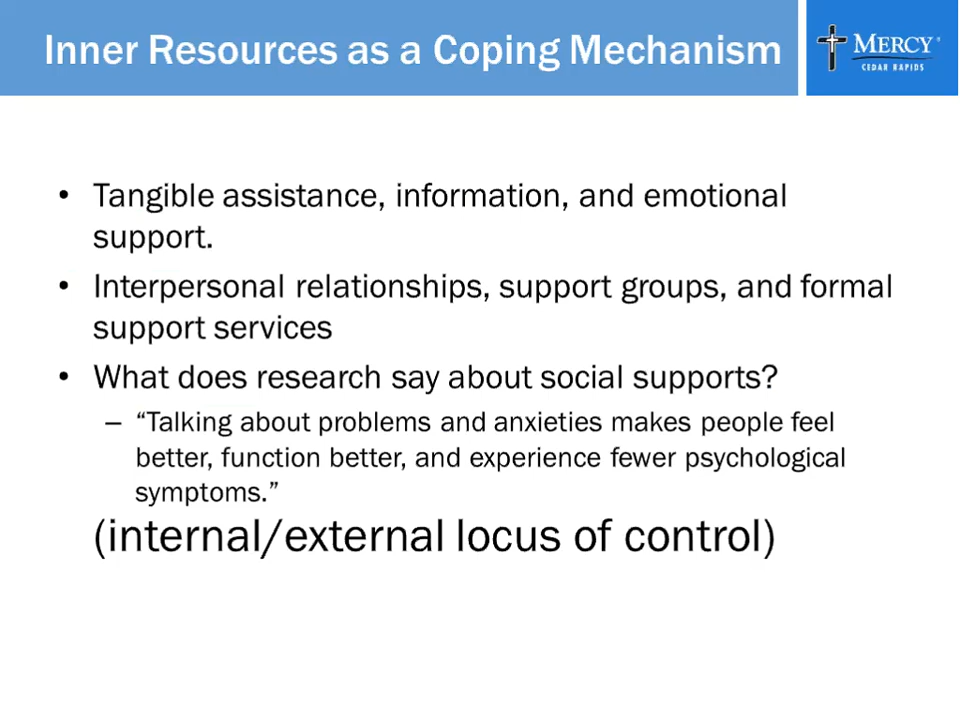 Inner Resources as a Coping Mechanism
MERCY®
CEDAR RAPIDS
• Tangible assistance, information, and emotional
support.
• Interpersonal relationships, support groups, and formal
support services
• What does research say about social supports?
– “Talking about problems and anxieties makes people feel
better, function better, and experience fewer psychological
symptoms.”
(internal/external locus of control)